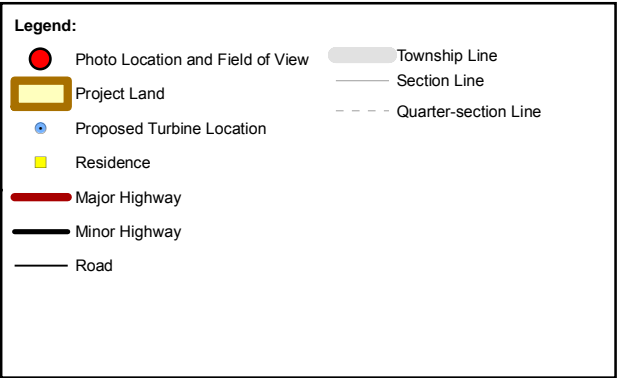 Legend:
Photo Location and Field of View
Project Land
Proposed Turbine Location
Residence
Major Highway
Minor Highway
Road
Township Line
Section Line
Quarter-section Line